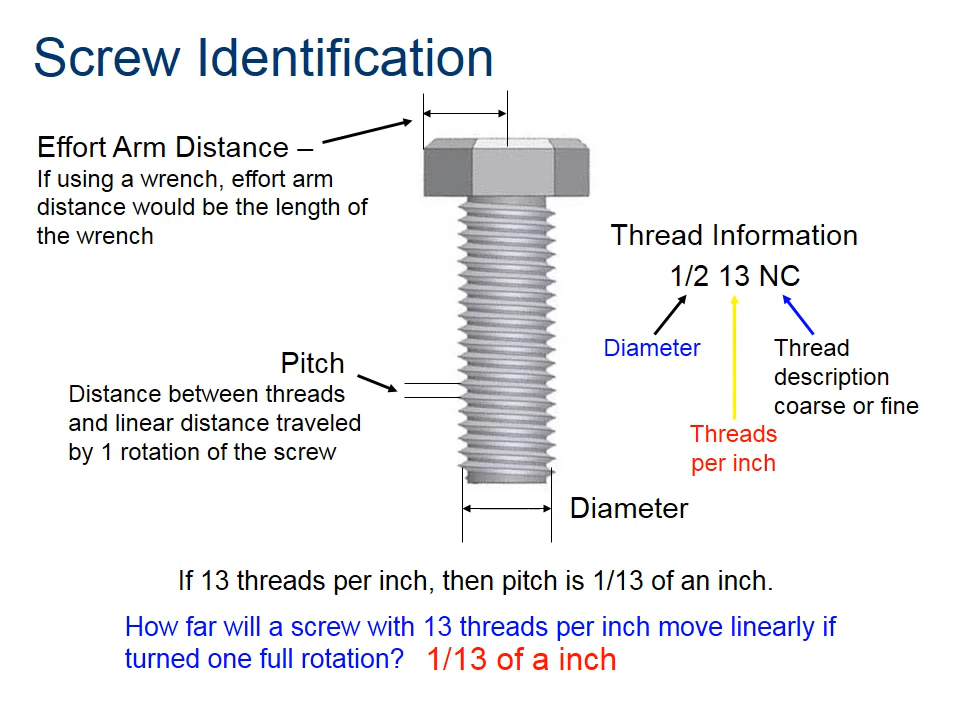 Screw Identification
Effort Arm Distance –
If using a wrench, effort arm
distance would be the length of
the wrench
Thread Information
1/2 13 NC
Diameter
Thread
description
coarse or fine
Threads
per inch
Pitch
Distance between threads
and linear distance traveled
by 1 rotation of the screw
Diameter
If 13 threads per inch, then pitch is 1/13 of an inch.
How far will a screw with 13 threads per inch move linearly if
turned one full rotation? 1/13 of a inch